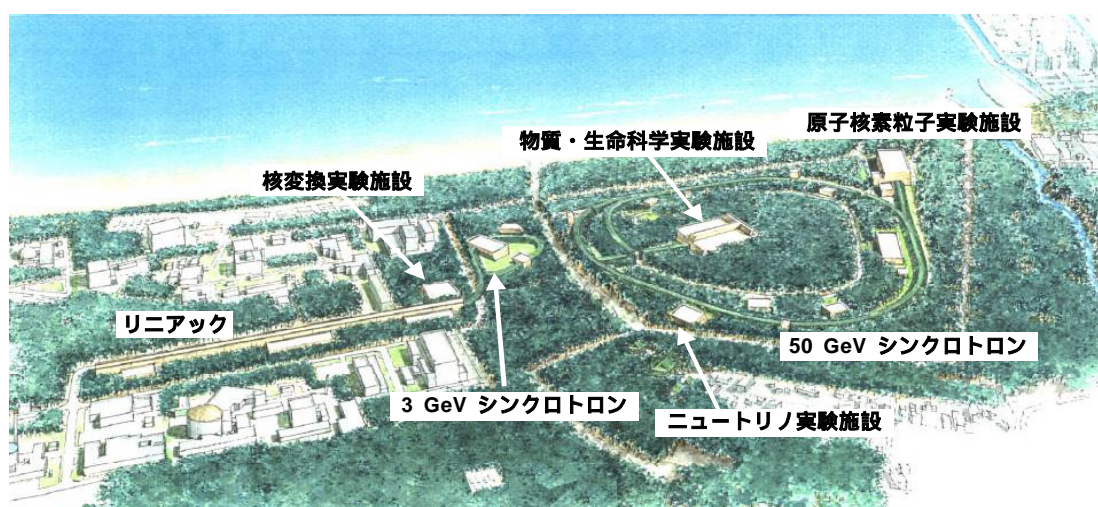 原子核素粒子実験施設
物質・生命科学実験施設
核変換実験施設
リニアック
50 GeV シンクロトロン
3 GeV シンクロトロン
ニュートリノ実験施設